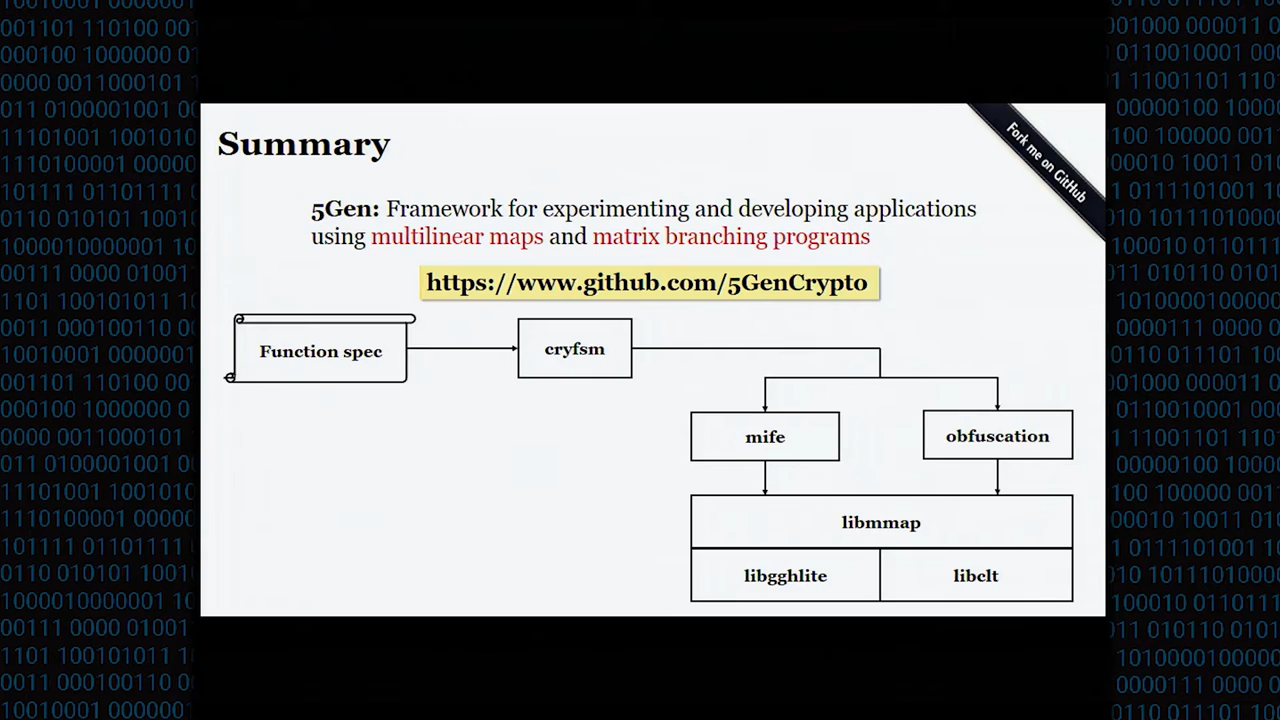 Summary
Fork me on GitHub
5Gen: Framework for experimenting and developing applications
using multilinear maps and matrix branching programs
https://www.github.com/5GenCrypto
Function spec
cryfsm
mife
obfuscation
libmmap
libgghlite
libclt